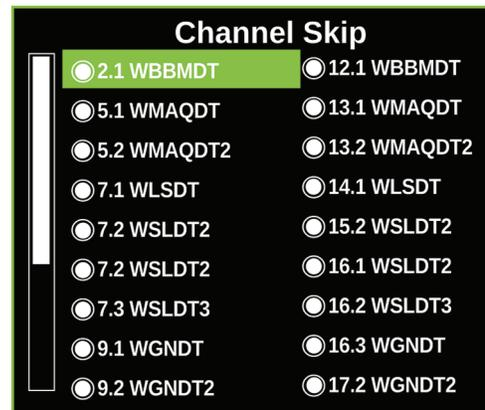 Channel Skip
2.1 WBBMDT
5.1 WMAQDT
5.2 WMAQDT2
7.1 WLSDT
7.2 WSLDT2
7.2 WSLDT2
7.3 WSLDT3
9.1 WGNDT
9.2 WGNDT2
12.1 WBBMDT
13.1 WMAQDT
13.2 WMAQDT2
14.1 WLSDT
15.2 WSLDT2
16.1 WSLDT2
16.2 WSLDT3
16.3 WGNDT
17.2 WGNDT2